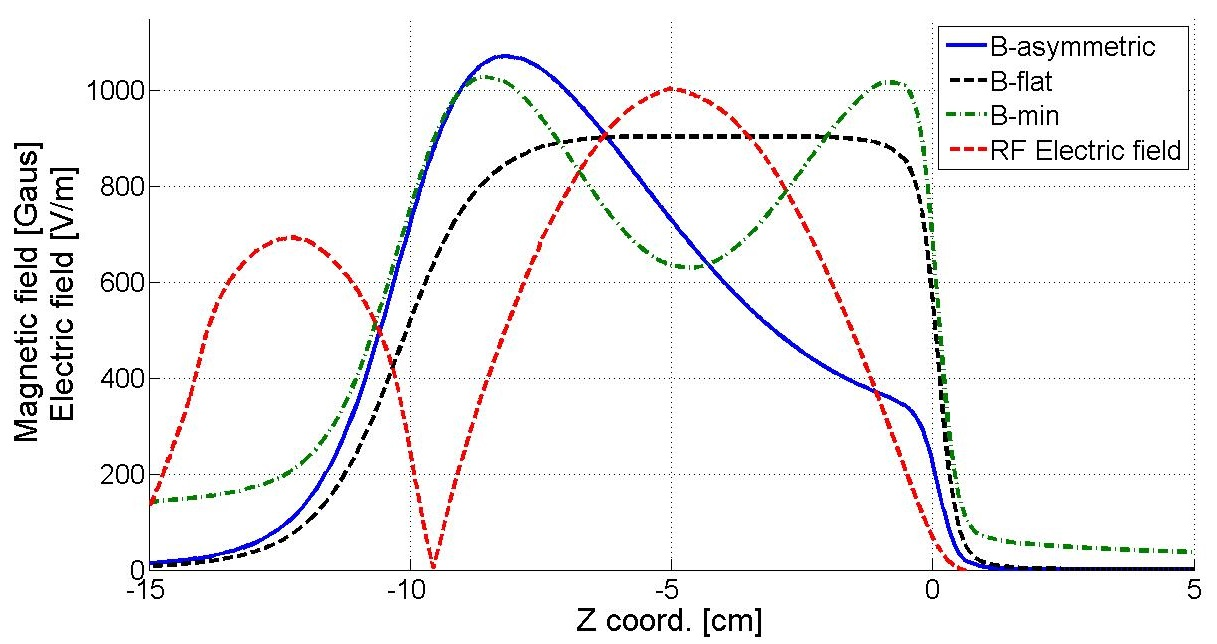 Magnetic field [Gaus]
Electric field [V/m]
1000
800
600
400
200
0
-15
-10
-5
0
5
Z coord. [cm]
B-asymmetric
B-flat
B-min
RF Electric field